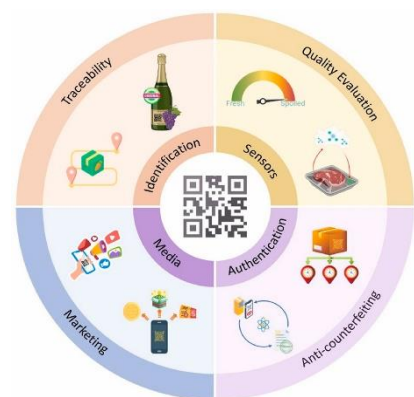 Traceability
Quality Evaluation
Fresh
Spoiled
Identification
Sensors
Media
Authentication
Marketing
Anti-counterfeiting